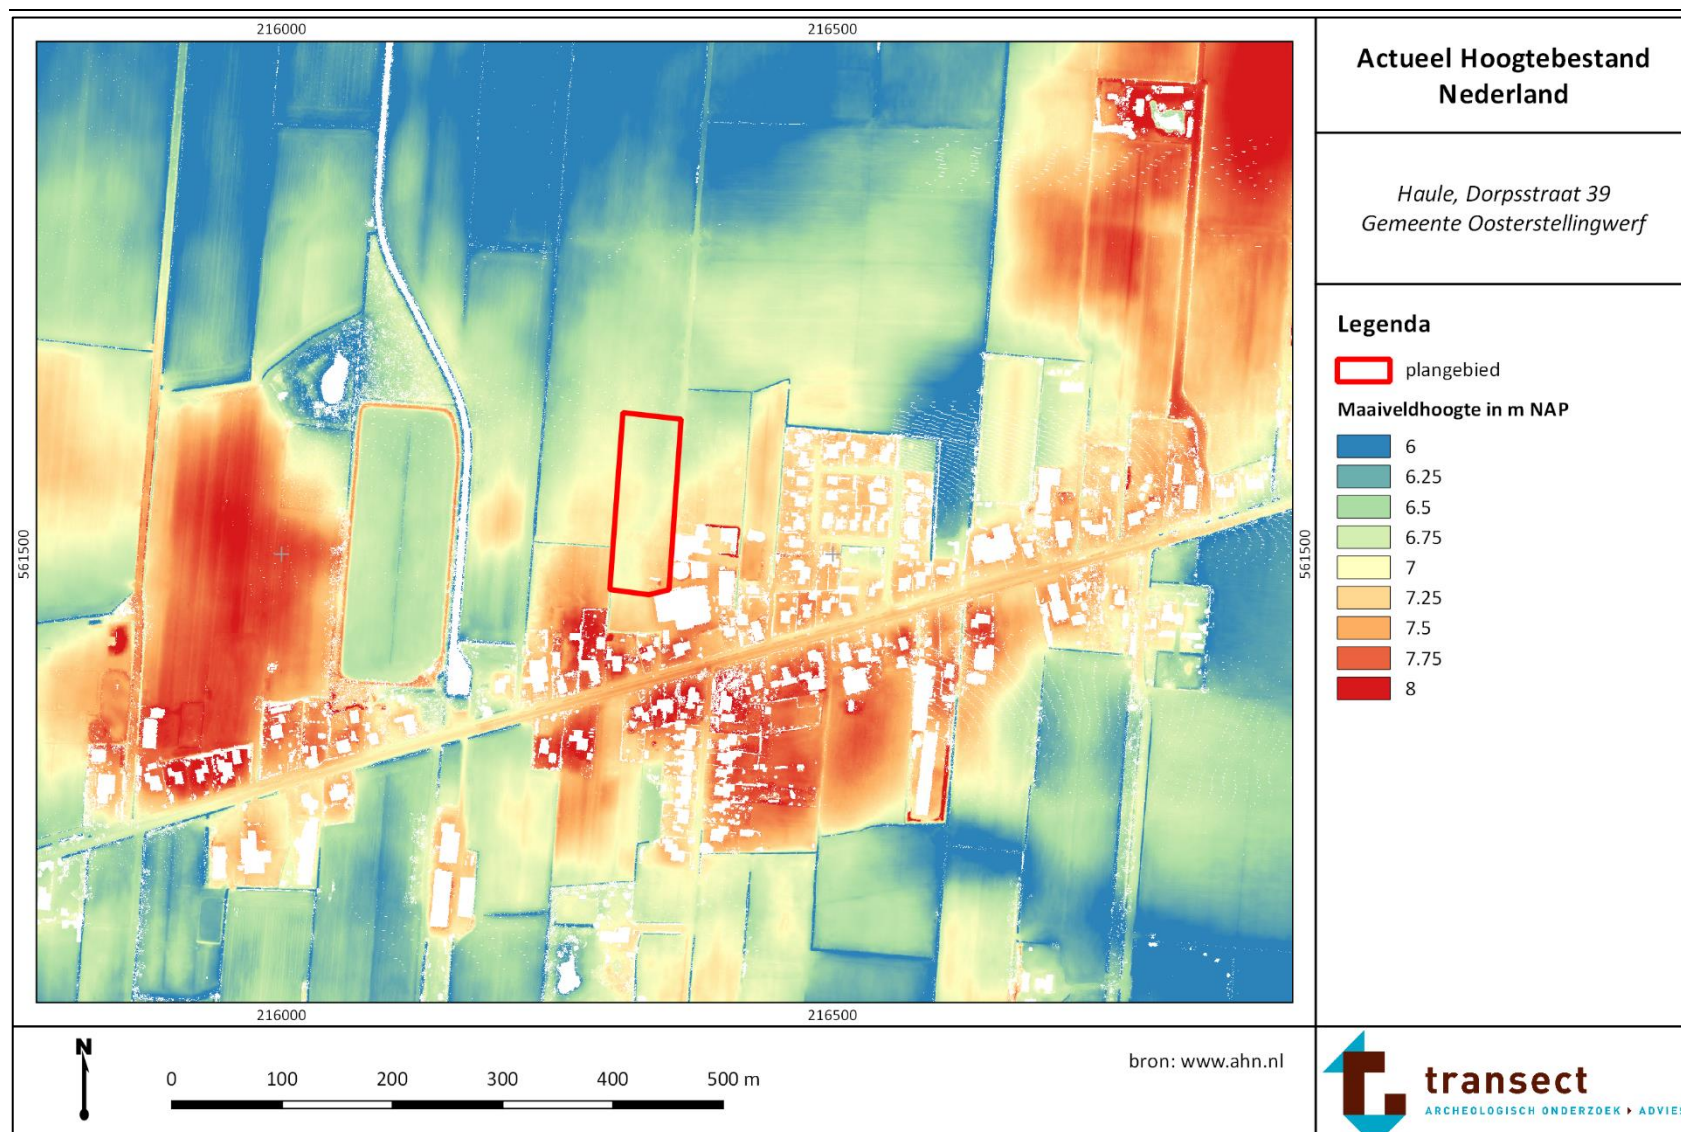 216000
216500
561500
561500
216000
216500
Actueel Hoogtebestand
Nederland
Haule, Dorpsstraat 39
Gemeente Oosterstellingwerf
Legenda
plangebied
Maaiveldhoogte in m NAP
6
6.25
6.5
6.75
7
7.25
7.5
7.75
8
N
0 100 200 300 400 500 m
bron: www.ahn.nl
transect
ARCHEOLOGISCH ONDERZOEK ▸ ADVIES